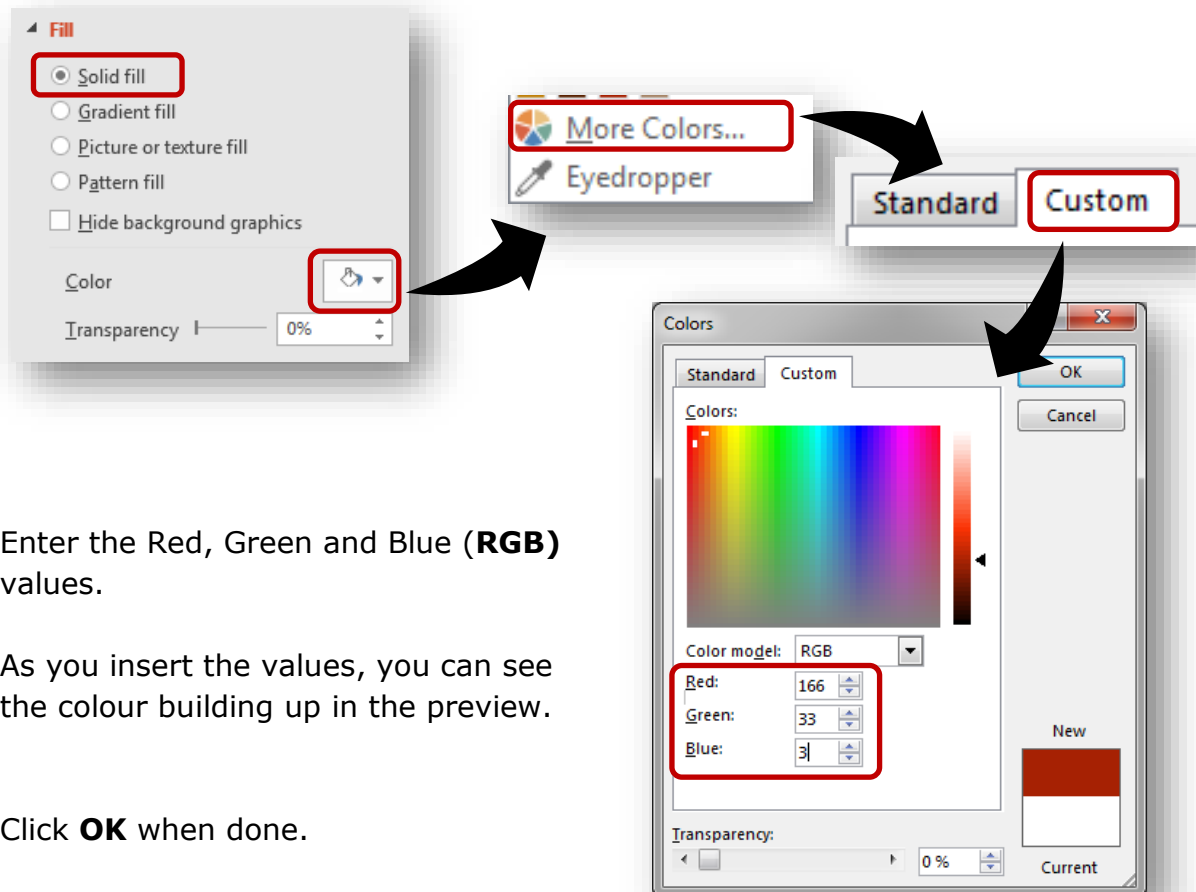 Fill
Solid fill
Gradient fill
Picture or texture fill
Pattern fill
Hide background graphics
Color
Transparency 0%
More Colors...
Eyedropper
Standard Custom
Colors
Standard Custom
OK
Cancel
Colors:
Color model: RGB
Red: 166
Green: 33
Blue: 3
New
Transparency:
0 %
Current
Enter the Red, Green and Blue (RGB)
values.
As you insert the values, you can see
the colour building up in the preview.
Click OK when done.